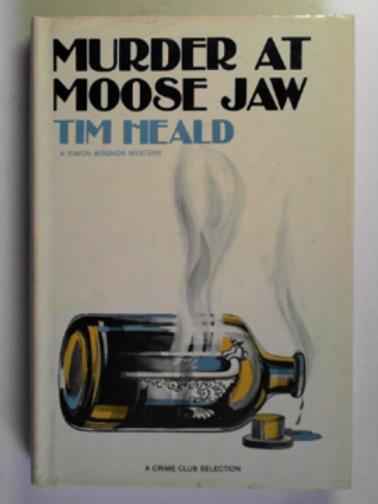 MURDER AT
MOOSE JAW
TIM HEALD
A SIMON BOGNOR MYSTERY
A CRIME CLUB SELECTION